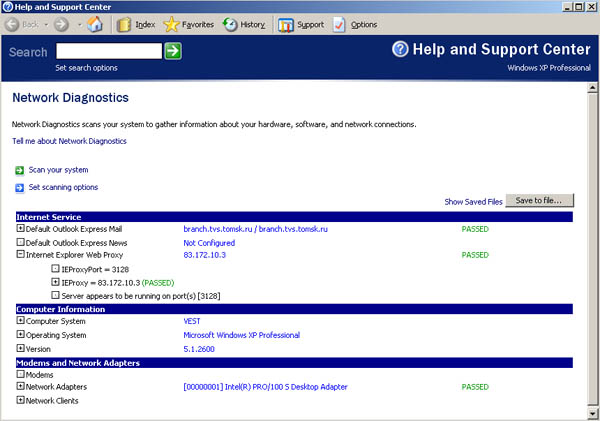 Help and Support Center
Back Index Favorites History Support Options
Search
Set search options
Help and Support Center
Windows XP Professional
Network Diagnostics
Network Diagnostics scans your system to gather information about your hardware, software, and network connections.
Tell me about Network Diagnostics
Scan your system
Set scanning options
Show Saved Files Save to file...
Internet Service
Default Outlook Express Mail branch.tvs.tomsk.ru / branch.tvs.tomsk.ru PASSED
Default Outlook Express News Not Configured
Internet Explorer Web Proxy 83.172.10.3 PASSED
IEProxyPort = 3128
IEProxy = 83.172.10.3 (PASSED)
Server appears to be running on port(s) [3128]
Computer Information
Computer System VEST
Operating System Microsoft Windows XP Professional
Version 5.1.2600
Modems and Network Adapters
Modems
Network Adapters [00000001] Intel(R) PRO/100 S Desktop Adapter PASSED
Network Clients